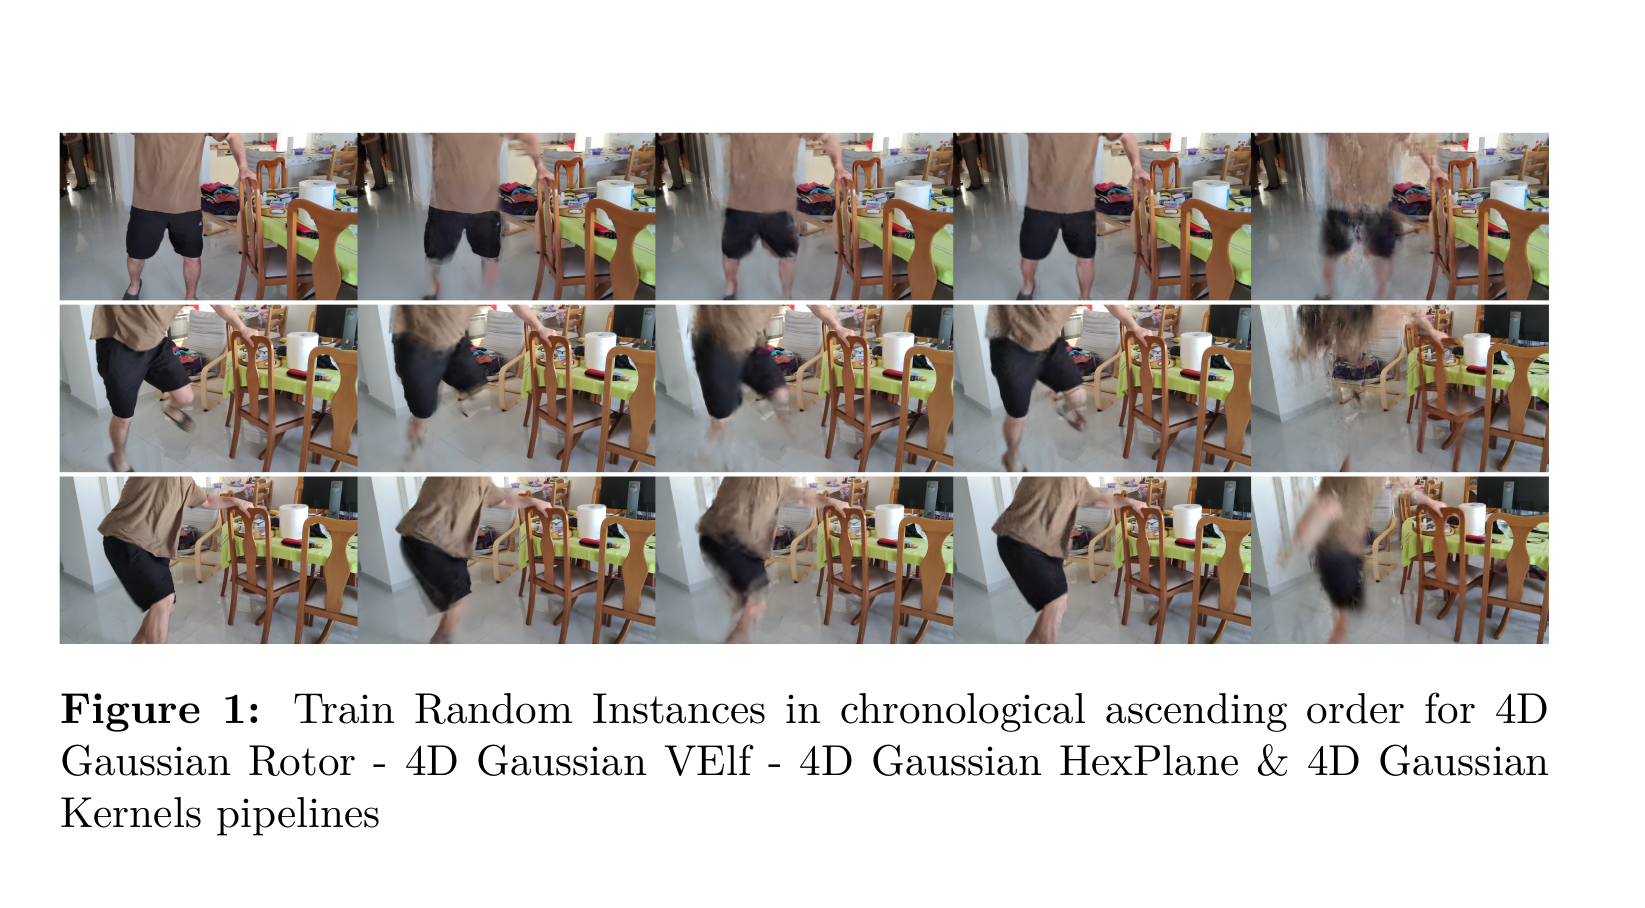 Figure 1: Train Random Instances in chronological ascending order for 4D
Gaussian Rotor - 4D Gaussian VElf - 4D Gaussian HexPlane & 4D Gaussian
Kernels pipelines